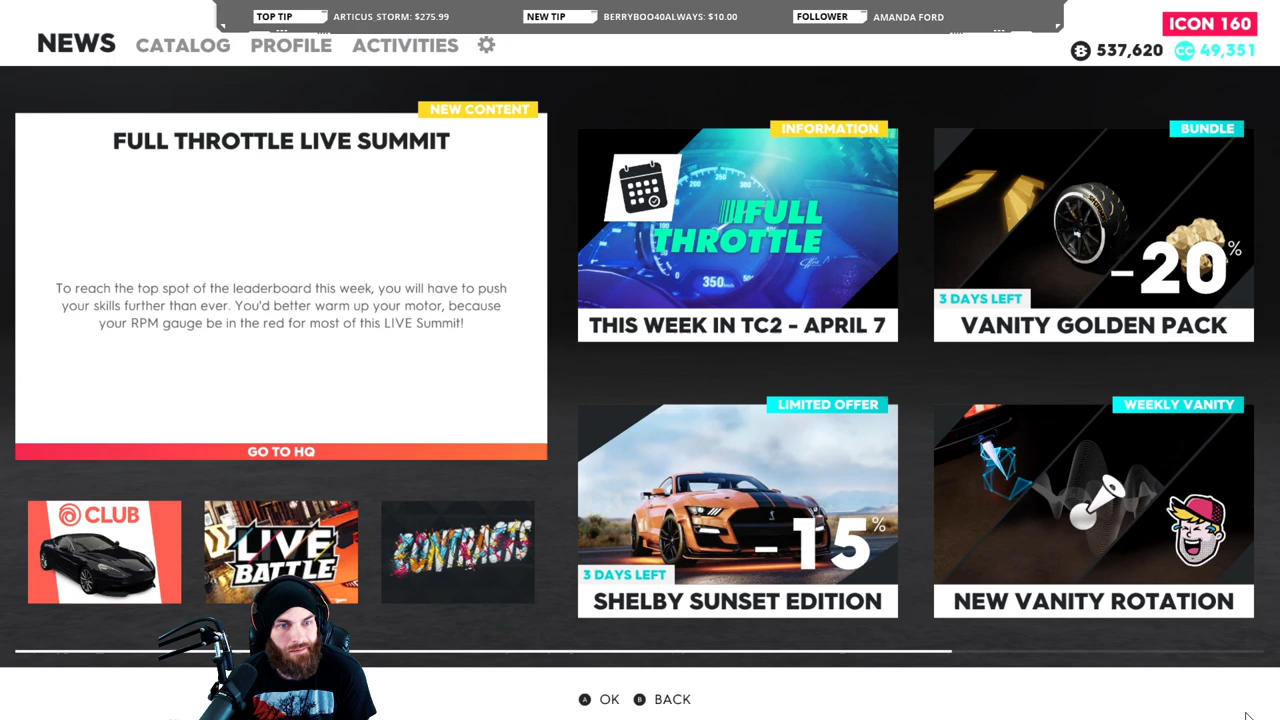 TOP TIP ARTICUS_STORM: $275.99 NEW TIP BERRYBOO40ALWAYS: $10.00 FOLLOWER AMANDA FORD
ICON 160
NEWS CATALOG PROFILE ACTIVITIES
537,620 CC 49,351
NEW CONTENT
FULL THROTTLE LIVE SUMMIT
To reach the top spot of the leaderboard this week, you will have to push
your skills further than ever. You'd better warm up your motor, because
your RPM gauge be in the red for most of this LIVE Summit!
GO TO HQ
CLUB
LIVE
BATTLE
INFORMATION
FULL
THROTTLE
200 250 300
350
THIS WEEK IN TC2 - APRIL 7
BUNDLE
-20%
3 DAYS LEFT
VANITY GOLDEN PACK
LIMITED OFFER
-15%
3 DAYS LEFT
SHELBY SUNSET EDITION
WEEKLY VANITY
NEW VANITY ROTATION
A OK B BACK